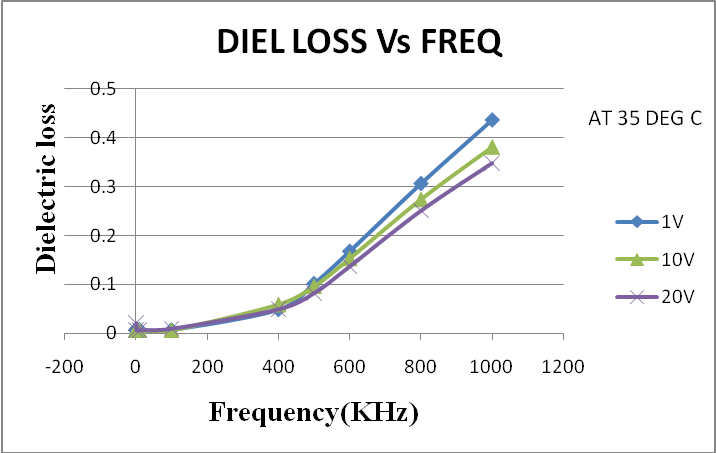 DIEL LOSS Vs FREQ
0.5
0.4
0.3
0.2
0.1
0
-200 0 200 400 600 800 1000 1200
Dielectric loss
Frequency(KHz)
AT 35 DEG C
1V
10V
20V